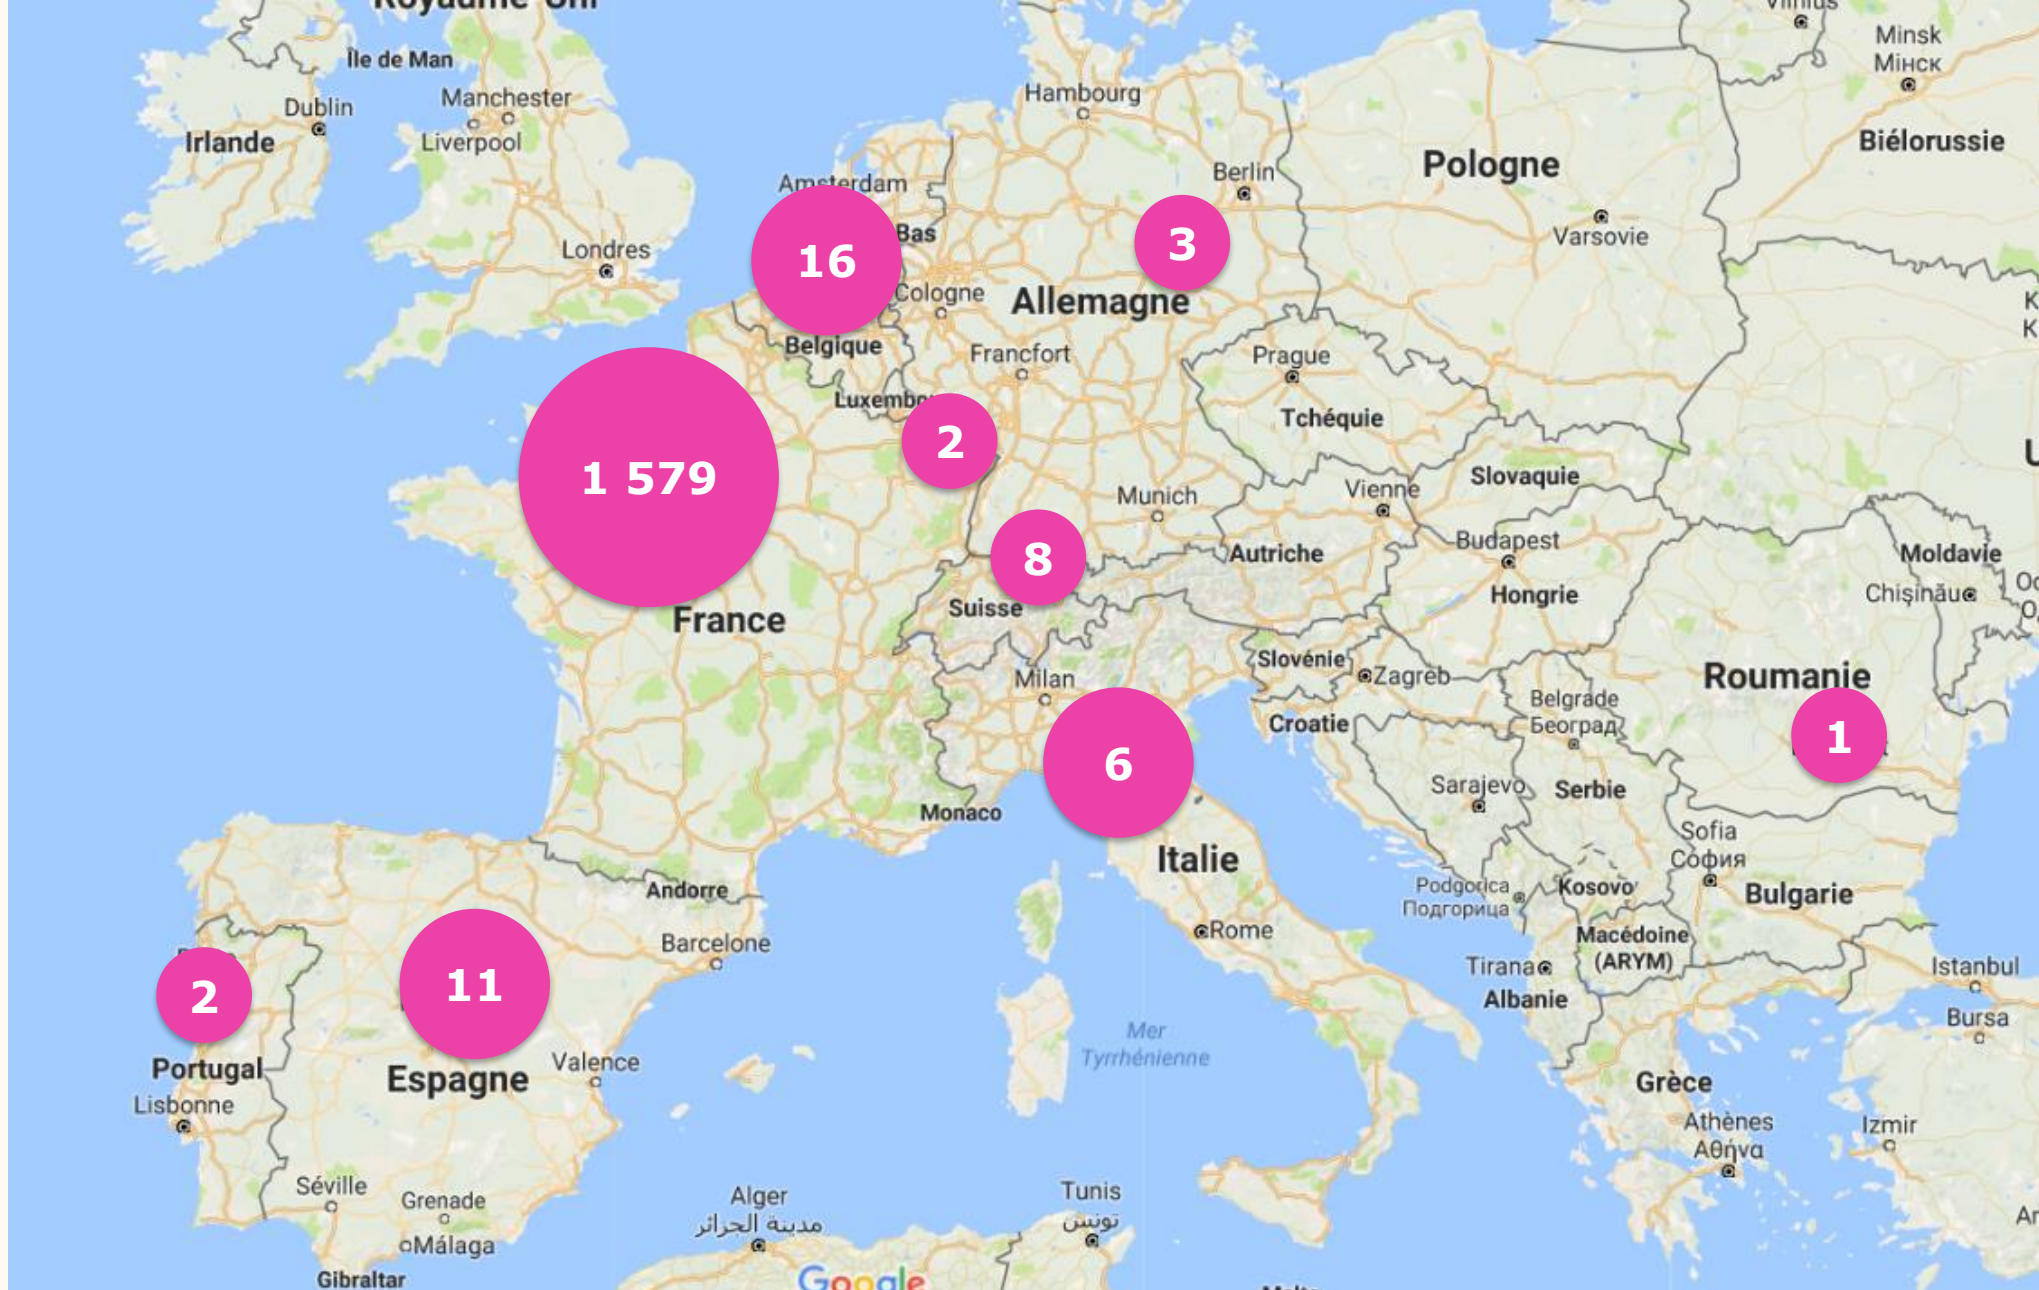 Royaume-Uni
Vilnius
Île de Man
Minsk
Мінск
Hambourg
Manchester
Dublin
Liverpool
Irlande
Biélorussie
Pologne
Berlin
Amsterdam
Bas
16
3
Varsovie
Londres
Cologne
Allemagne
Belgique
Francfort
Prague
Luxembo
Tchéquie
2
1 579
Slovaquie
Munich
Vienne
8
Autriche
Budapest
Moldavie
Hongrie
Chișinău
Suisse
France
Slovénie
Zagreb
Milan
Roumanie
Belgrade
Београд
Croatie
1
6
Sarajevo
Serbie
Monaco
Sofia
София
Italie
Andorre
Podgorica
Подгорица
Kosovo
Bulgarie
Rome
Macédoine
(ARYM)
Barcelone
Tirana
Istanbul
2
11
Albanie
Bursa
Mer
Tyrrhénienne
Portugal
Espagne
Valence
Grèce
Lisbonne
Athènes
Αθήνα
Izmir
Séville
Grenade
Alger
مدينة الجزائر
Tunis
تونس
Málaga
Gibraltar
Google